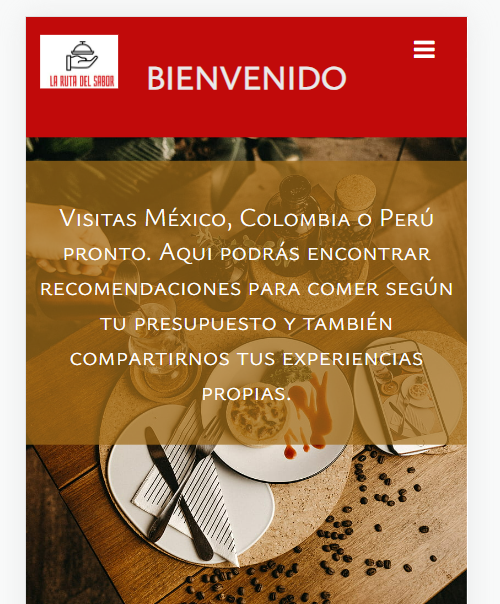 LA RUTA DEL SABOR
BIENVENIDO
Visitas México, Colombia o Perú
pronto. Aqui podrás encontrar
recomendaciones para comer según
tu presupuesto y también
compartirnos tus experiencias
propias.